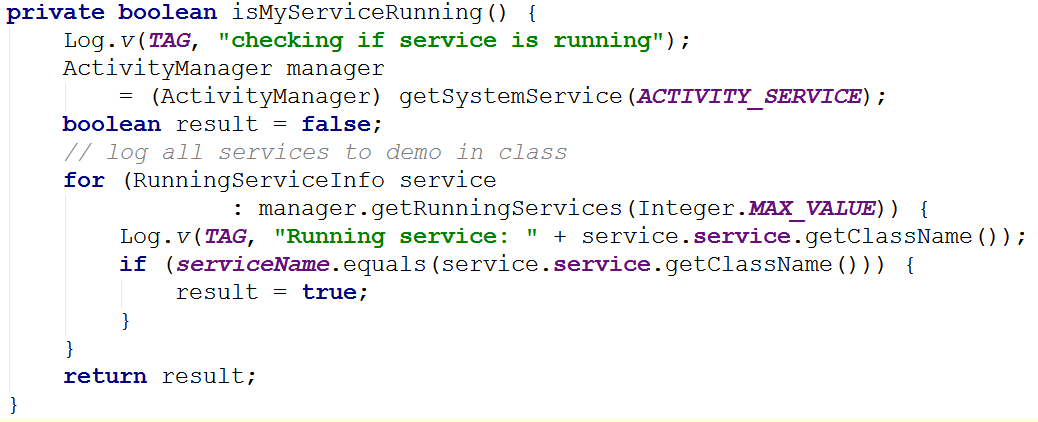 private boolean isMyServiceRunning() {
    Log.v(TAG, "checking if service is running");
    ActivityManager manager
        = (ActivityManager) getSystemService(ACTIVITY_SERVICE);
    boolean result = false;
    // log all services to demo in class
    for (RunningServiceInfo service
                : manager.getRunningServices(Integer.MAX_VALUE)) {
        Log.v(TAG, "Running service: " + service.service.getClassName());
        if (serviceName.equals(service.service.getClassName())) {
            result = true;
        }
    }
    return result;
}